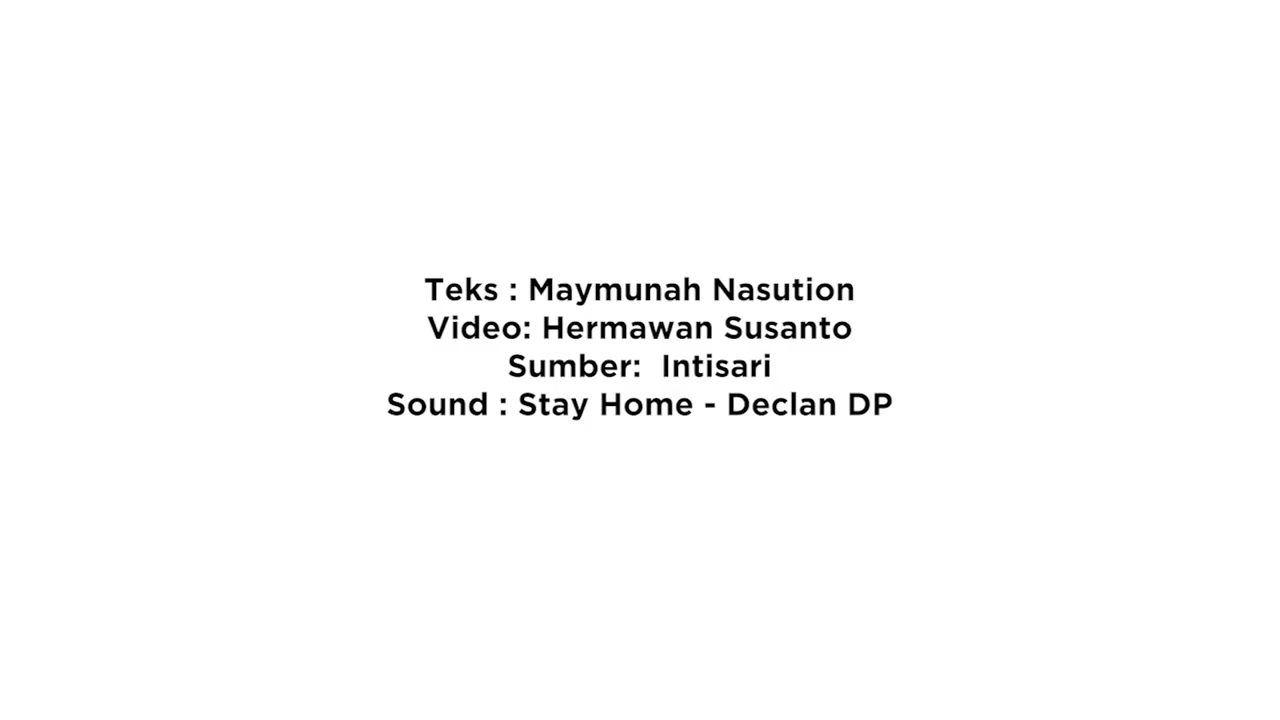 Teks : Maymunah Nasution
Video: Hermawan Susanto
Sumber:  Intisari
Sound : Stay Home - Declan DP